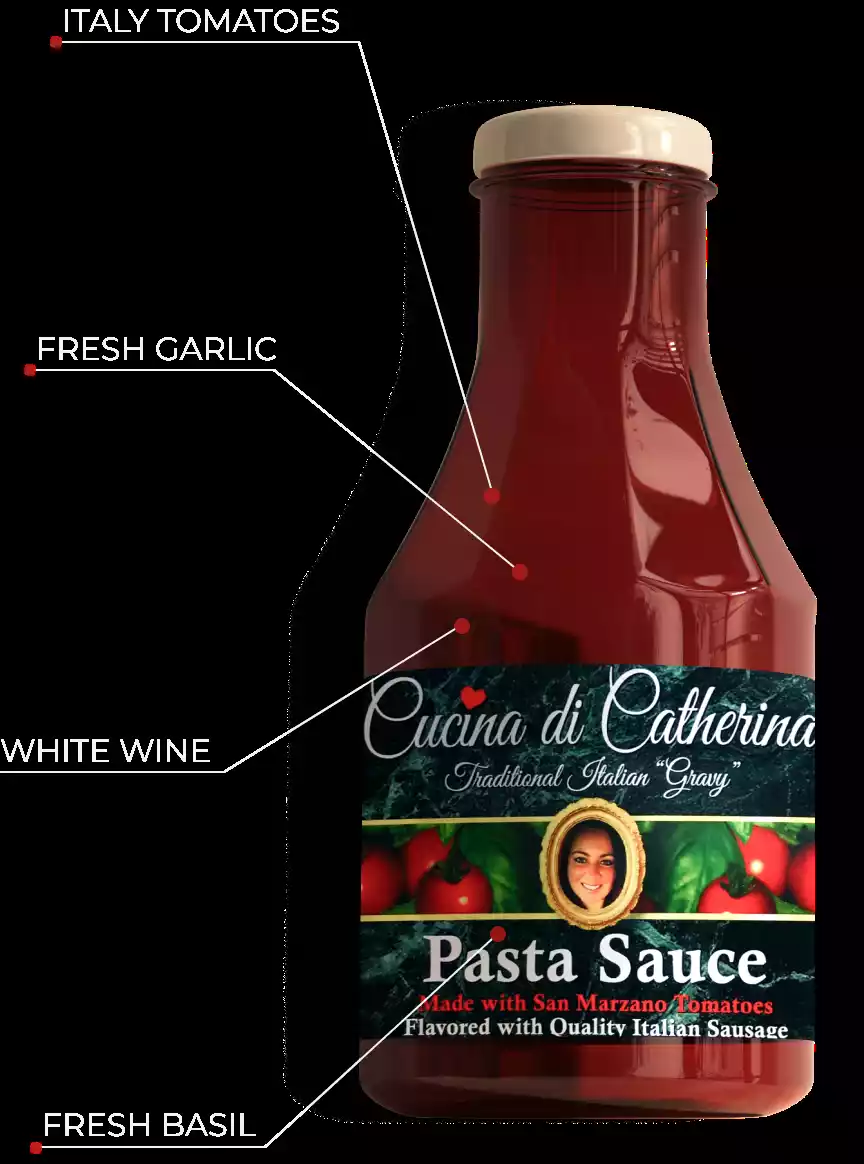 ITALY TOMATOES
FRESH GARLIC
WHITE WINE
Cucina di Catherina
Traditional Italian “Gravy”
Pasta Sauce
Made with San Marzano Tomatoes
Flavored with Quality Italian Sausage
FRESH BASIL